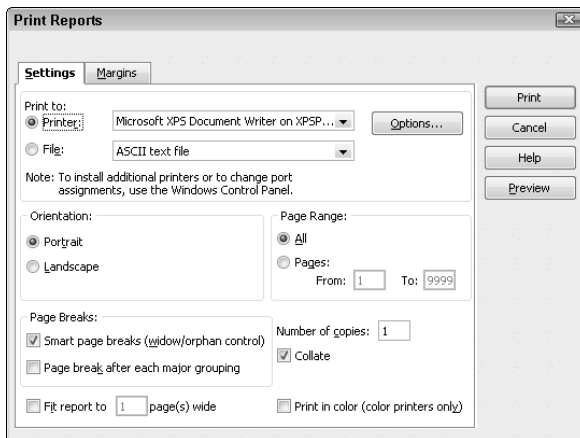 Print Reports
Settings
Margins
Print to:
Printer:
Microsoft XPS Document Writer on XPSP...
Options...
File:
ASCII text file
Note: To install additional printers or to change port
assignments, use the Windows Control Panel.
Orientation:
Portrait
Landscape
Page Range:
All
Pages:
From: 1 To: 9999
Page Breaks:
Smart page breaks (widow/orphan control)
Page break after each major grouping
Number of copies: 1
Collate
Fit report to 1 page(s) wide
Print in color (color printers only)
Print
Cancel
Help
Preview